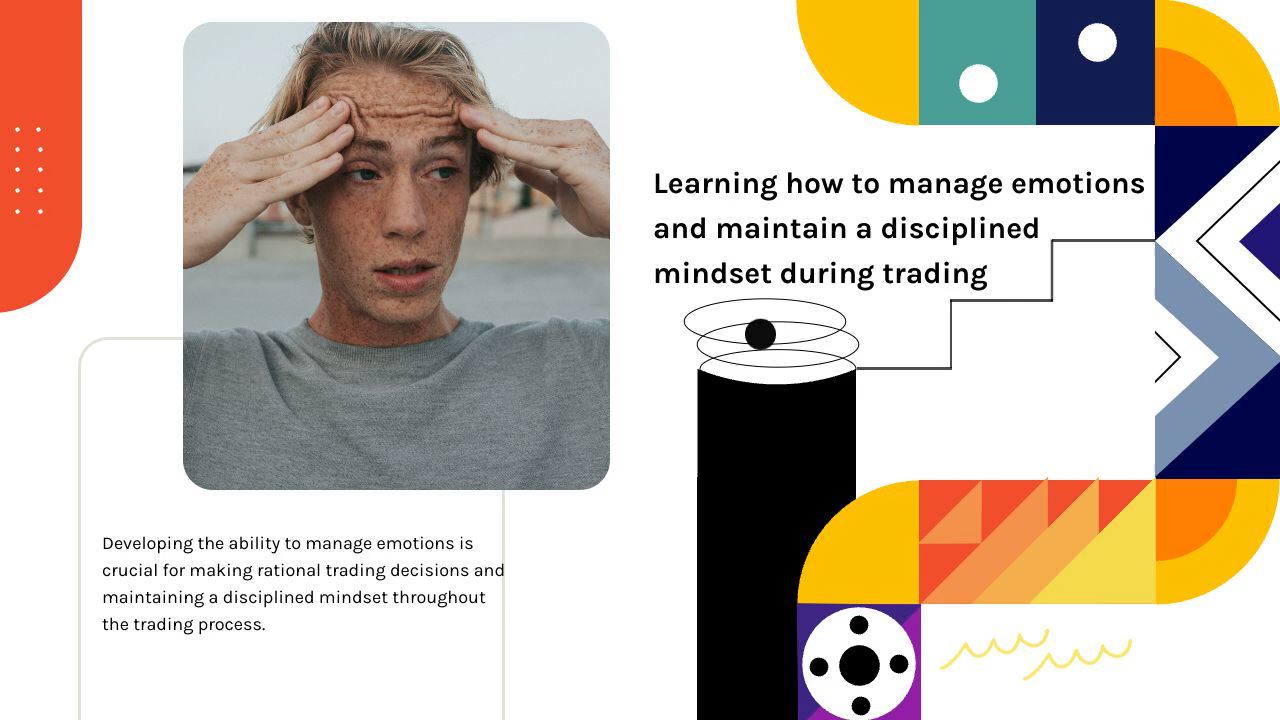 Learning how to manage emotions
and maintain a disciplined
mindset during trading
Developing the ability to manage emotions is
crucial for making rational trading decisions and
maintaining a disciplined mindset throughout
the trading process.